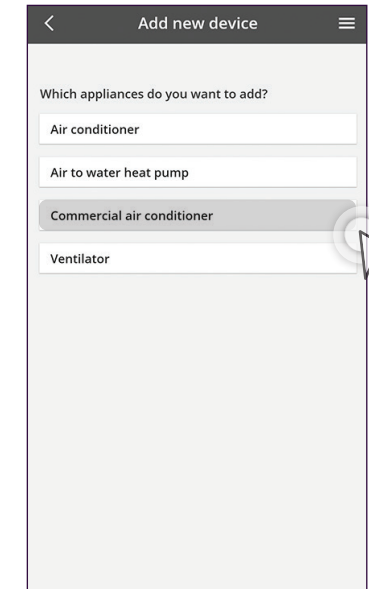 Add new device
Which appliances do you want to add?
Air conditioner
Air to water heat pump
Commercial air conditioner
Ventilator